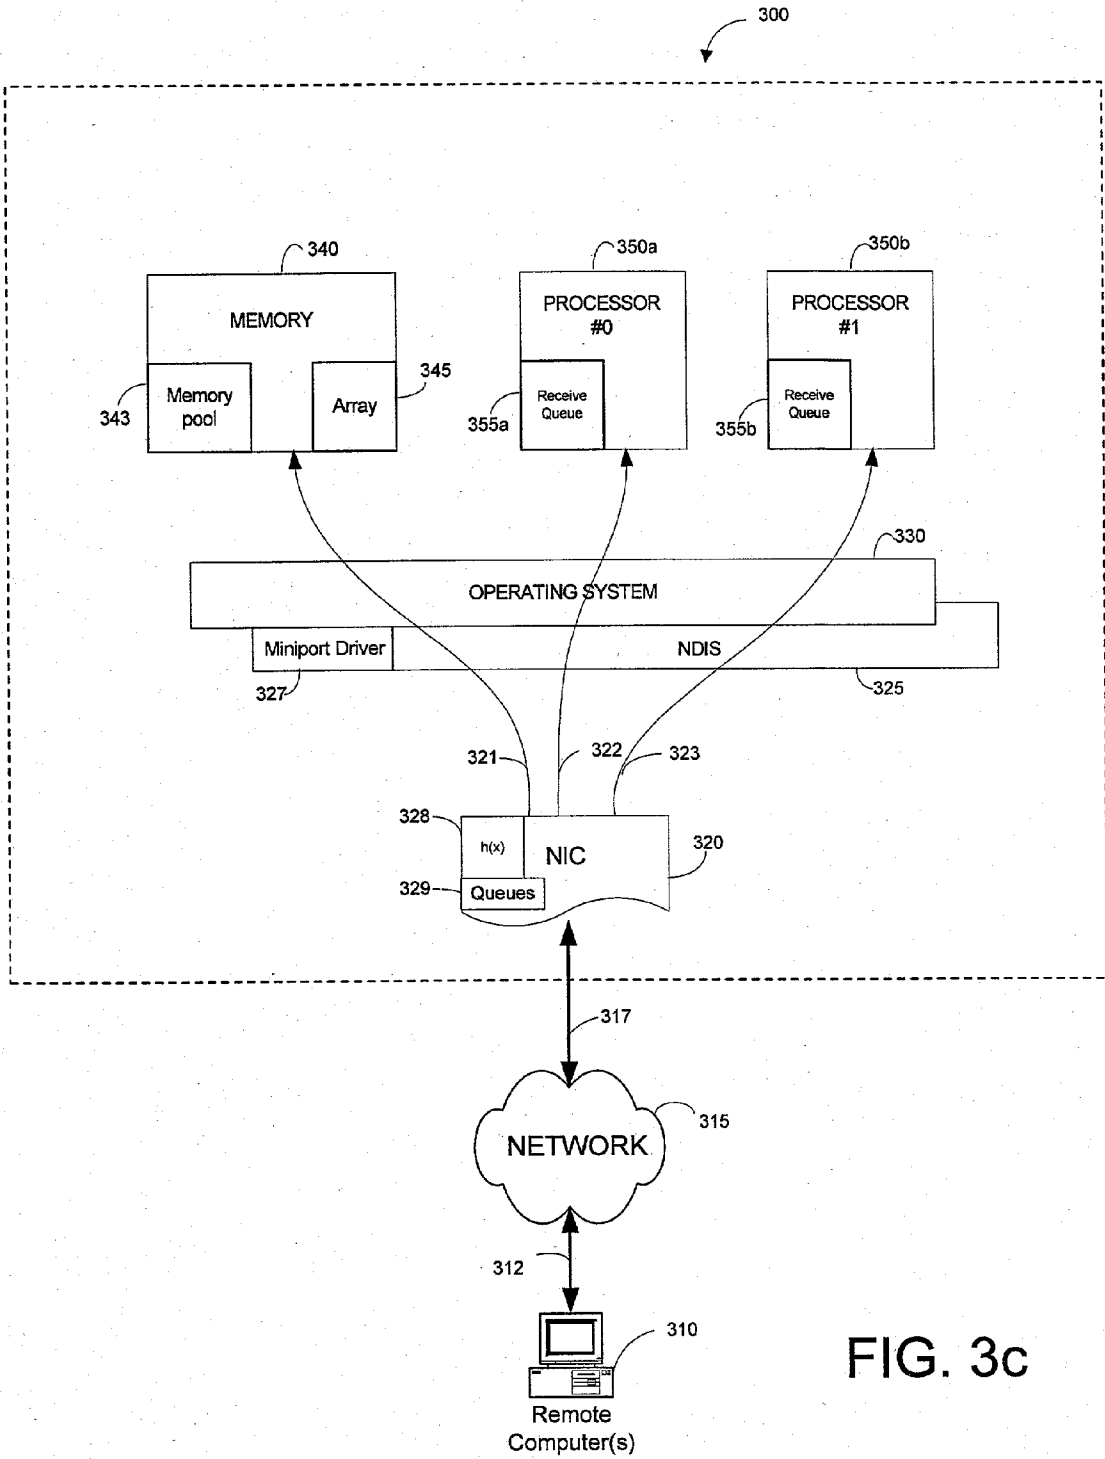 300
340
350a
350b
MEMORY
PROCESSOR
#0
PROCESSOR
#1
343
Memory
pool
Array
345
355a
Receive
Queue
355b
Receive
Queue
330
OPERATING SYSTEM
Miniport Driver
NDIS
327
325
321
322
323
328
h(x)
NIC
320
329
Queues
317
315
NETWORK
312
310
Remote
Computer(s)
FIG. 3c